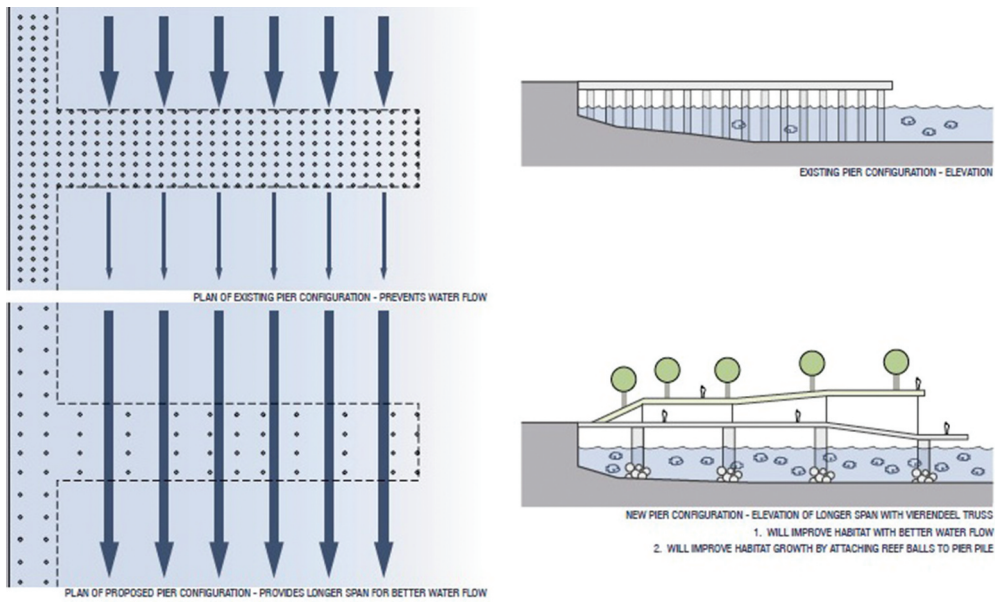 PLAN OF EXISTING PIER CONFIGURATION - PREVENTS WATER FLOW
PLAN OF PROPOSED PIER CONFIGURATION - PROVIDES LONGER SPAN FOR BETTER WATER FLOW
EXISTING PIER CONFIGURATION - ELEVATION
NEW PIER CONFIGURATION - ELEVATION OF LONGER SPAN WITH VIERENDEEL TRUSS
1. WILL IMPROVE HABITAT WITH BETTER WATER FLOW
2. WILL IMPROVE HABITAT GROWTH BY ATTACHING REEF BALLS TO PIER PILE